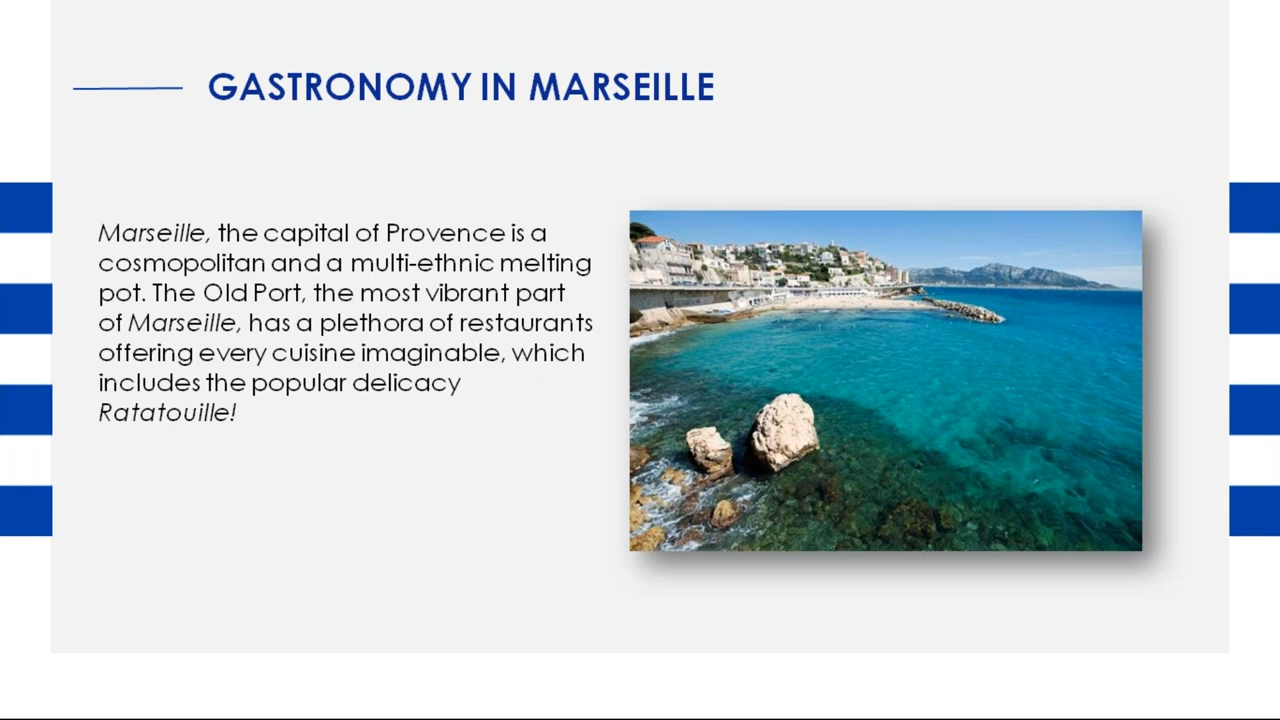 GASTRONOMY IN MARSEILLE
Marseille, the capital of Provence is a
cosmopolitan and a multi-ethnic melting
pot. The Old Port, the most vibrant part
of Marseille, has a plethora of restaurants
offering every cuisine imaginable, which
includes the popular delicacy
Ratatouille!